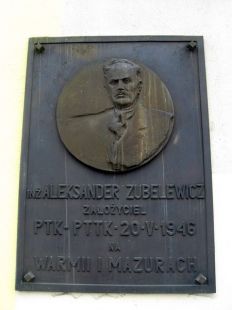 INŻ ALEKSANDER ZUBELEWICZ
ZAŁOŻYCIEL
PTK-PTTK-20-V-1946
NA
WARMII I MAZURACH